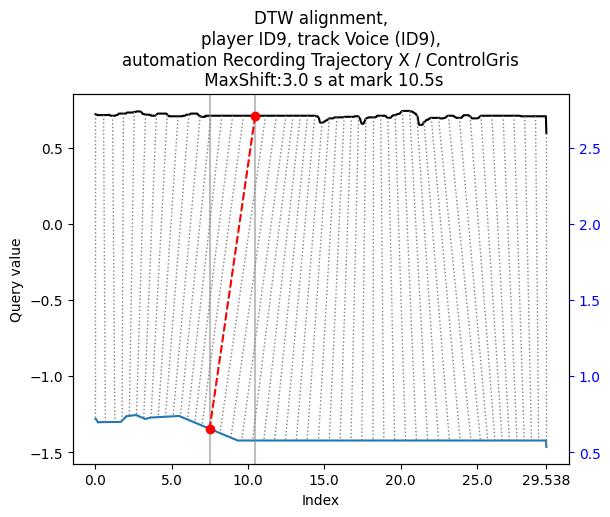 DTW alignment,
player ID9, track Voice (ID9),
automation Recording Trajectory X / ControlGris
MaxShift:3.0 s at mark 10.5s
0.5
0.0
−0.5
−1.0
−1.5
Query value
2.5
2.0
1.5
1.0
0.5
0.0 5.0 10.0 15.0 20.0 25.0 29.538
Index